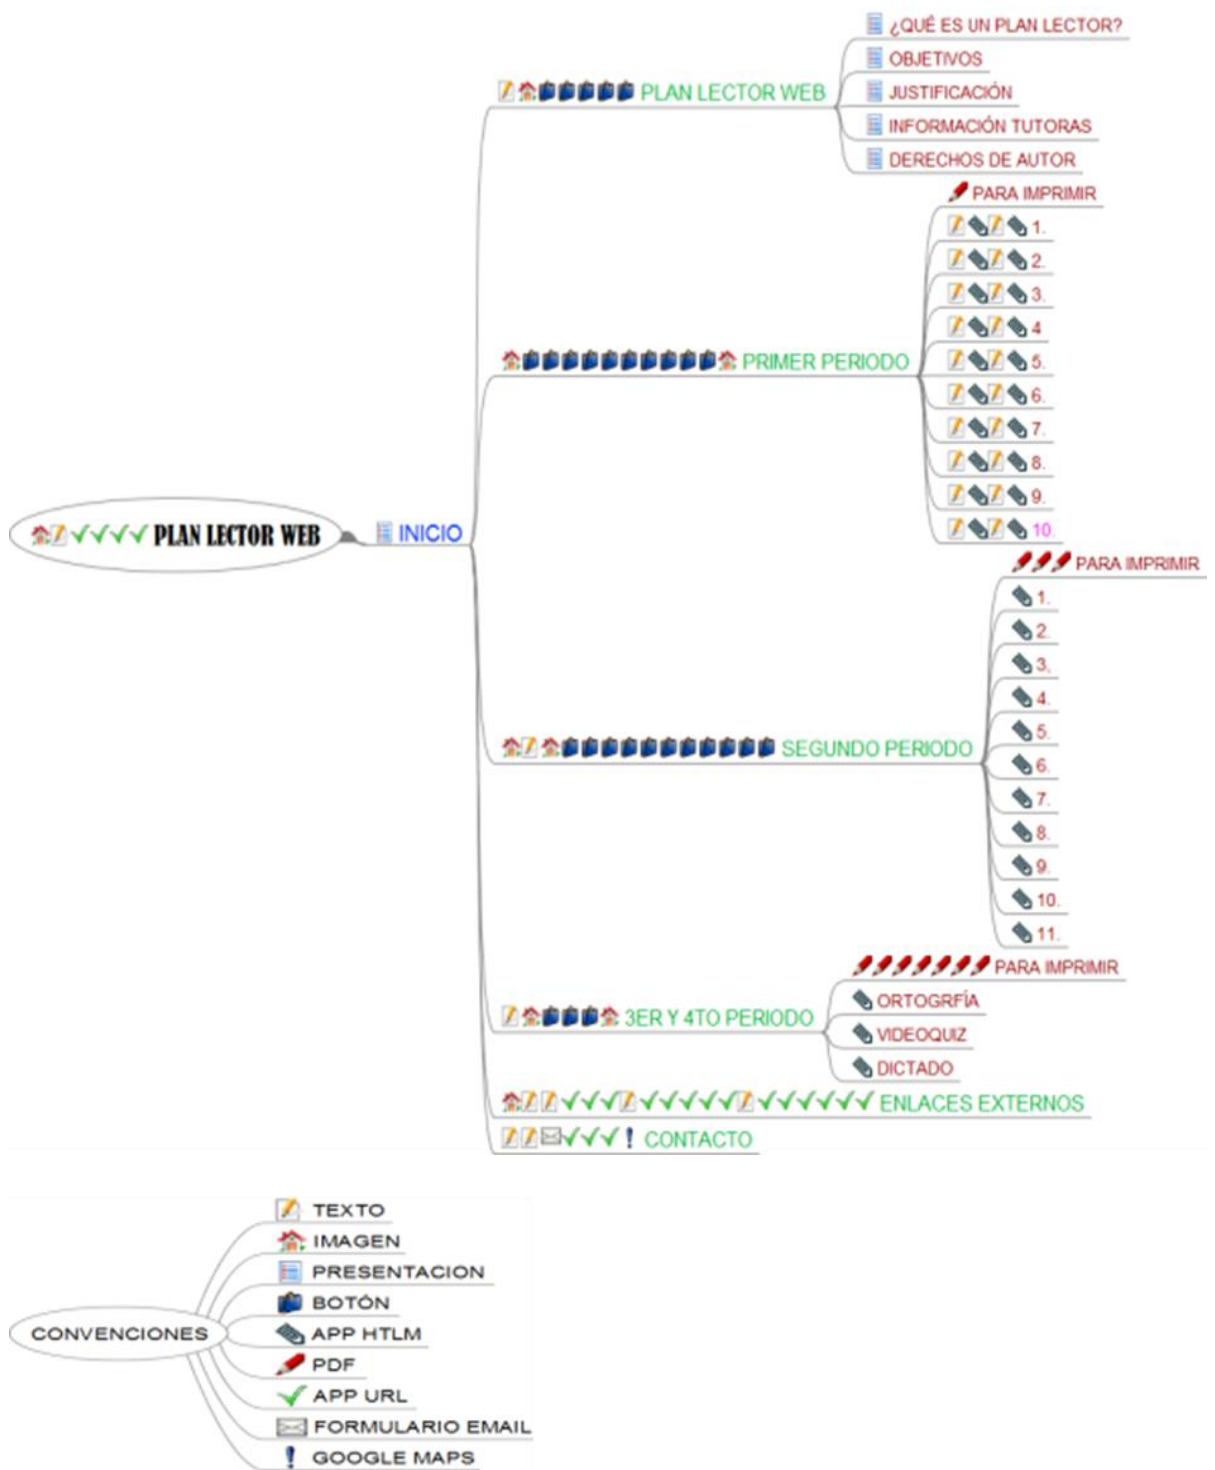 ¿QUÉ ES UN PLAN LECTOR?
OBJETIVOS
PLAN LECTOR WEB
JUSTIFICACIÓN
INFORMACIÓN TUTORAS
DERECHOS DE AUTOR
PARA IMPRIMIR
1.
2.
3.
4
PRIMER PERIODO
5.
6.
7.
8.
9.
10.
PLAN LECTOR WEB
INICIO
PARA IMPRIMIR
1.
2.
3.
4.
5.
SEGUNDO PERIODO
6.
7.
8.
9.
10.
11.
PARA IMPRIMIR
ORTOGRFÍA
3ER Y 4TO PERIODO
VIDEOQUIZ
DICTADO
ENLACES EXTERNOS
CONTACTO
TEXTO
IMAGEN
PRESENTACION
BOTÓN
CONVENCIONES
APP HTLM
PDF
APP URL
FORMULARIO EMAIL
GOOGLE MAPS